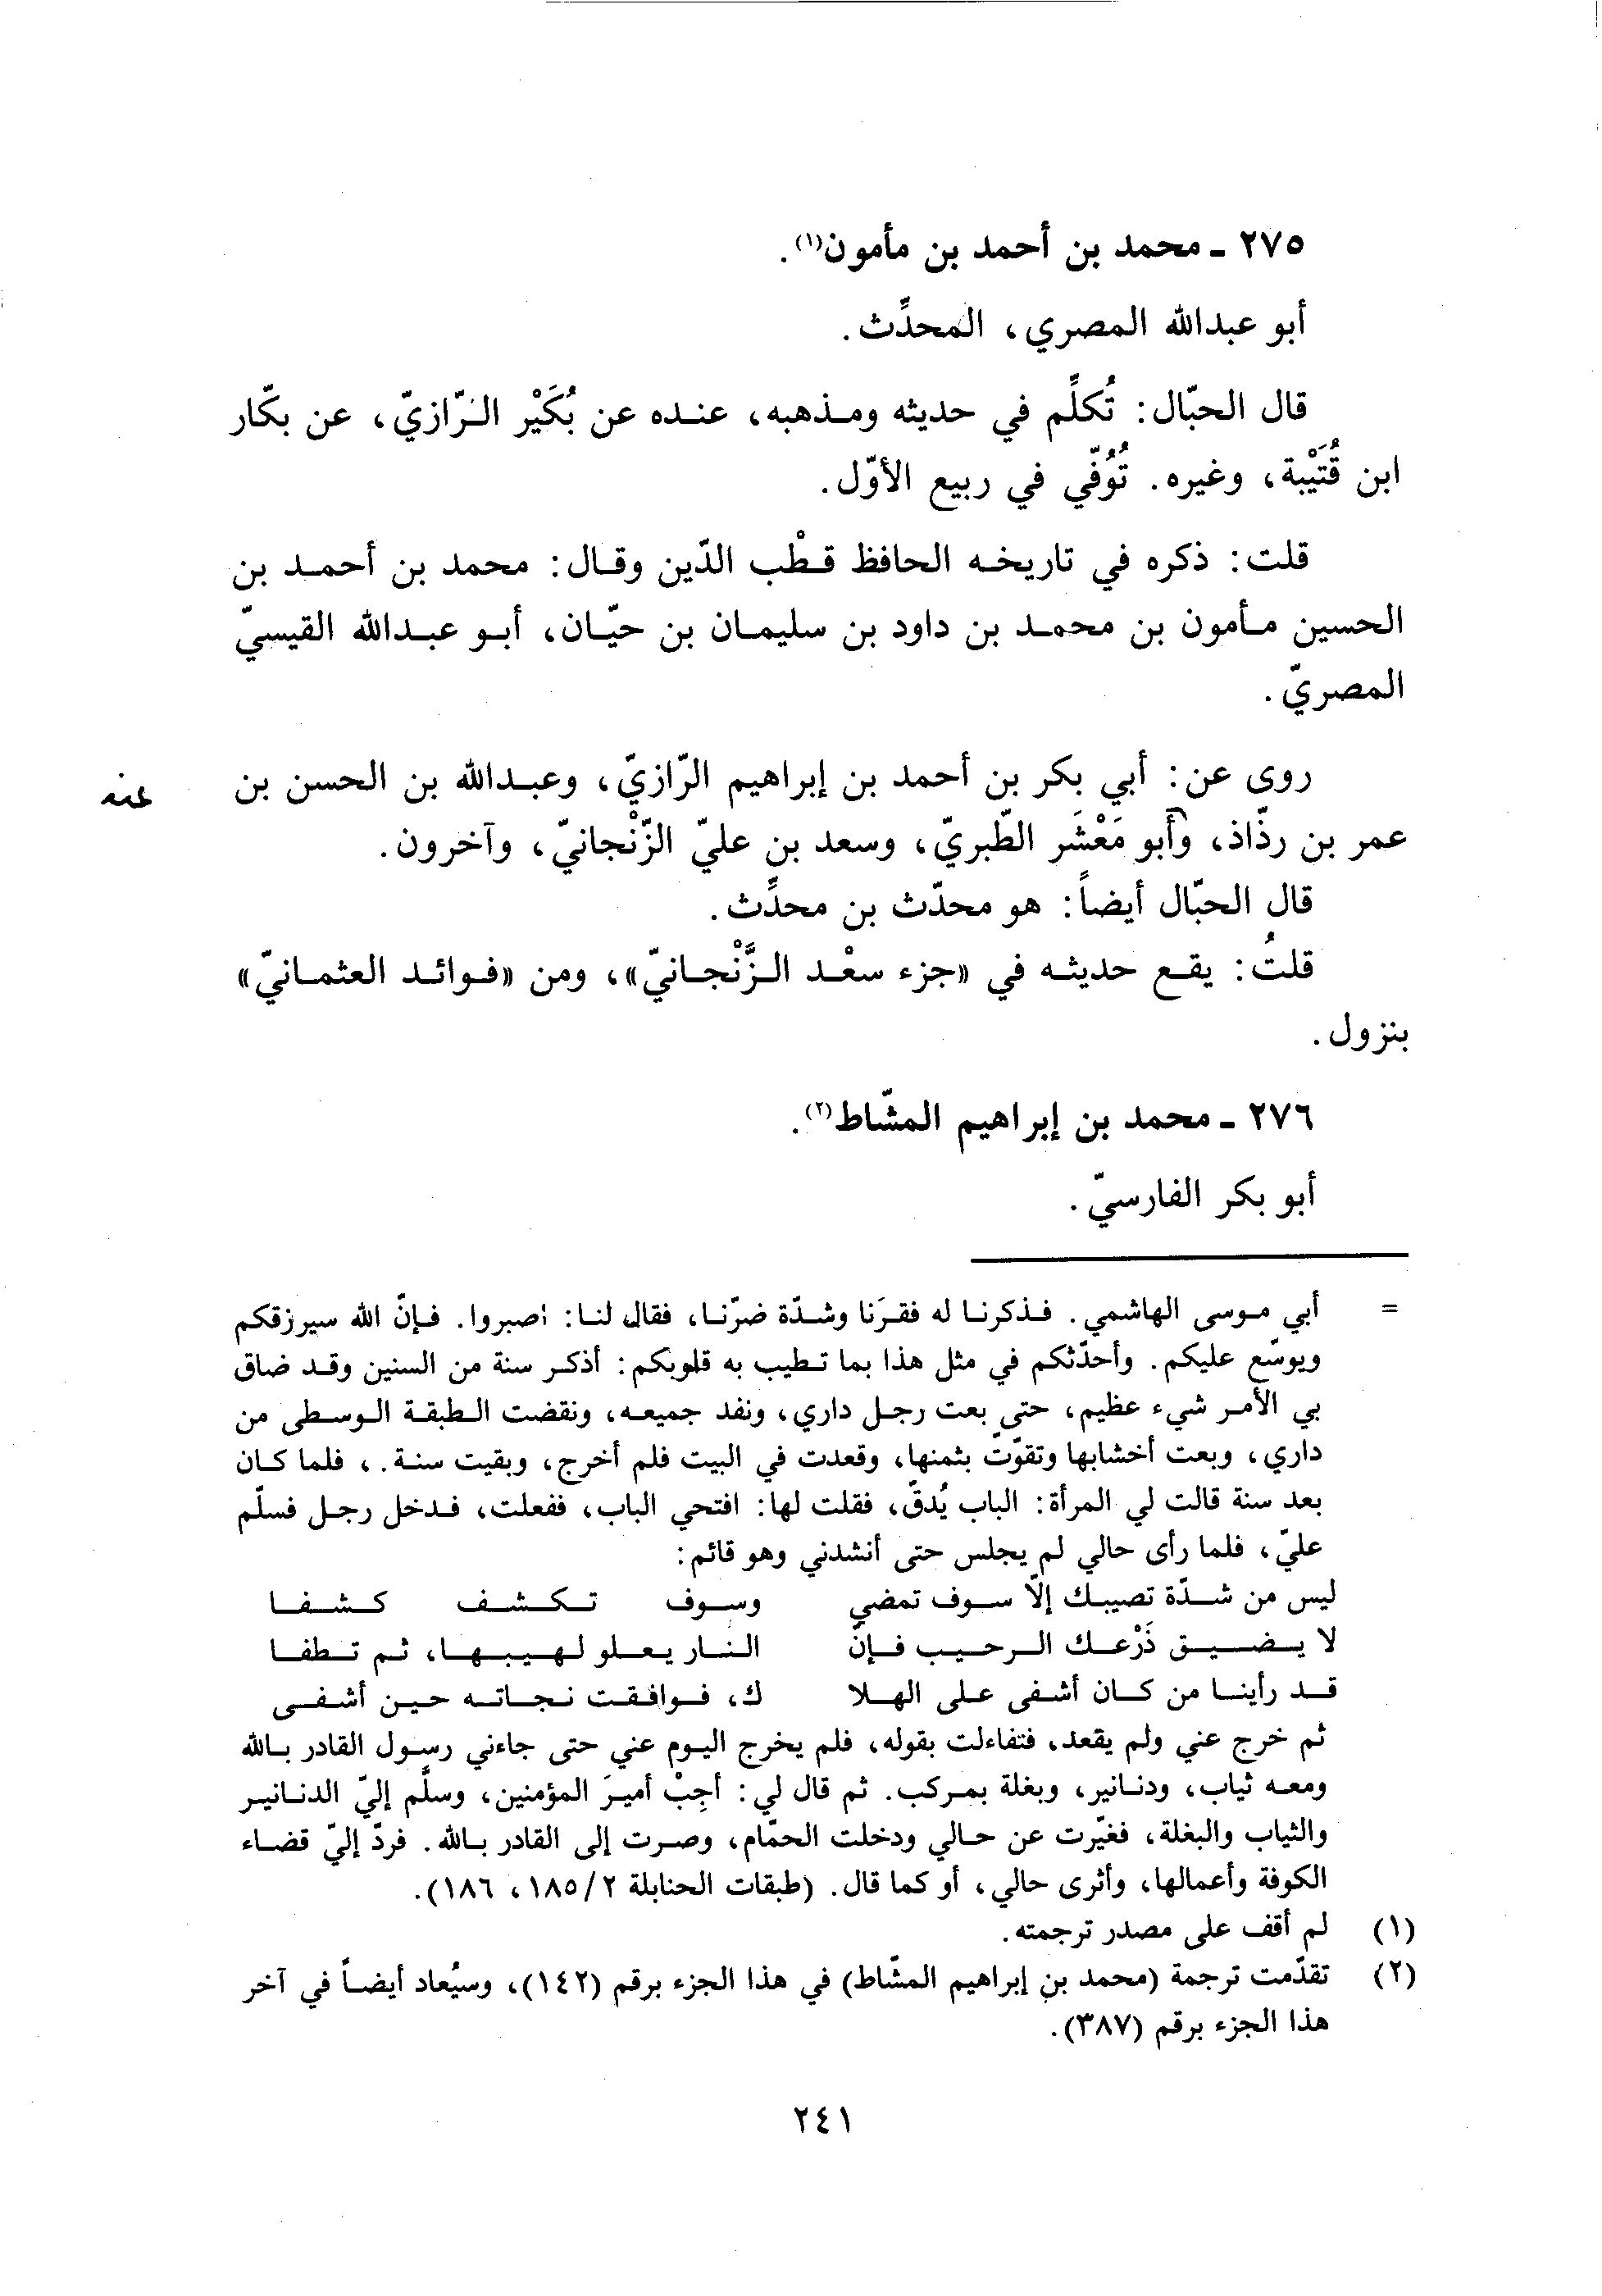 ٢٧٥ ـ محمد بن أحمد بن مأمون(١).
أبو عبدالله المصري، المحدِّث.
قال الحبّال: تُكلِّم في حديثه ومذهبه، عنده عن بُكَيْر الرّازيّ، عن بكّار
ابن قُتَيْبة، وغيره. تُوُفّي في ربيع الأوّل.
قلت: ذكره في تاريخه الحافظ قطْب الدّين وقال: محمد بن أحمد بن
الحسين مأمون بن محمد بن داود بن سليمان بن حيّان، أبو عبدالله القيسيّ
المصريّ.
روى عن: أبي بكر بن أحمد بن إبراهيم الرّازيّ، وعبدالله بن الحسن بن
عنه
عمر بن ردّاذ، وأبو مَعْشَر الطّبريّ، وسعد بن عليّ الزّنْجانيّ، وآخرون.
قال الحبّال أيضاً: هو محدّث بن محدِّث.
قلتُ: يقع حديثه في «جزء سعْد الزَّنْجانيّ»، ومن «فوائد العثمانيّ»
بنزول.
٢٧٦ ـ محمد بن إبراهيم المشّاط(٢).
أبو بكر الفارسيّ.
= أبي موسى الهاشمي. فذكرنا له فقرَنا وشدّة ضرّنا، فقال لنا: اصبروا. فإنّ الله سيرزقكم
ويوسّع عليكم. وأحدّثكم في مثل هذا بما تطيب به قلوبكم: أذكر سنة من السنين وقد ضاق
بي الأمر شيء عظيم، حتى بعت رجل داري، ونفد جميعه، ونقضت الطبقة الوسطى من
داري، وبعت أخشابها وتقوّت بثمنها، وقعدت في البيت فلم أخرج، وبقيت سنة.، فلما كان
بعد سنة قالت لي المرأة: الباب يُدقّ، فقلت لها: افتحي الباب، ففعلت، فدخل رجل فسلّم
عليّ، فلما رأى حالي لم يجلس حتى أنشدني وهو قائم:
ليس من شدّة تصيبك إلّا سوف تمضي وسوف تكشف كشفا
لا يضيق ذَرْعك الرحيب فإنّ النار يعلو لهيبها، ثم تطفا
قد رأينا من كان أشفى على الهلا ك، فوافقت نجاته حين أشفى
ثم خرج عني ولم يقعد، فتفاءلت بقوله، فلم يخرج اليوم عني حتى جاءني رسول القادر بالله
ومعه ثياب، ودنانير، وبغلة بمركب. ثم قال لي: أجِبْ أميرَ المؤمنين، وسلَّم إليّ الدنانير
والثياب والبغلة، فغيّرت عن حالي ودخلت الحمّام، وصرت إلى القادر بالله. فردّ إليّ قضاء
الكوفة وأعمالها، وأثرى حالي، أو كما قال. (طبقات الحنابلة ١٨٥/٢، ١٨٦).
(١) لم أقف على مصدر ترجمته.
(٢) تقدّمت ترجمة (محمد بن إبراهيم المشّاط) في هذا الجزء برقم (١٤٢)، وسيُعاد أيضاً في آخر
هذا الجزء برقم (٣٨٧).
٢٤١